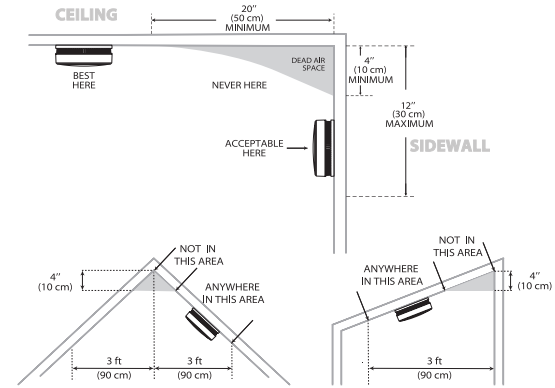 CEILING
20"
(50 cm)
MINIMUM
DEAD AIR
SPACE
4"
(10 cm)
MINIMUM
BEST
HERE
NEVER HERE
12"
(30 cm)
MAXIMUM
ACCEPTABLE
HERE
SIDEWALL
NOT IN
THIS AREA
4"
(10 cm)
ANYWHERE
IN THIS AREA
3 ft
(90 cm)
3 ft
(90 cm)
NOT IN
THIS AREA
ANYWHERE
IN THIS AREA
4"
(10 cm)
3 ft
(90 cm)